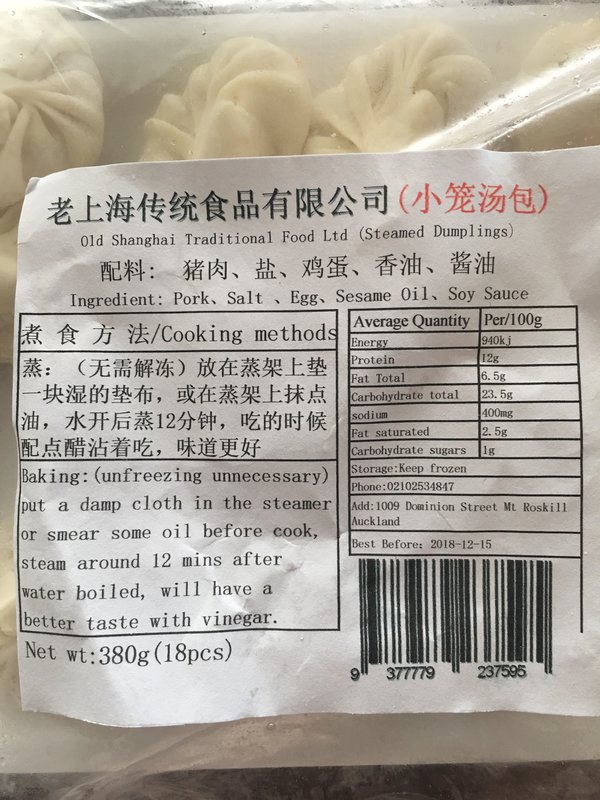 老上海传统食品有限公司(小笼汤包)
Old Shanghai Traditional Food Ltd (Steamed Dumplings)
配料: 猪肉、盐、鸡蛋、香油、酱油
Ingredient: Pork、Salt 、Egg、Sesame Oil、Soy Sauce
煮 食 方 法/Cooking methods
蒸: (无需解冻) 放在蒸架上垫
一块湿的垫布，或在蒸架上抹点
油，水开后蒸12分钟，吃的时候
配点醋沾着吃，味道更好
Baking:(unfreezing unnecessary)
put a damp cloth in the steamer
or smear some oil before cook,
steam around 12 mins after
water boiled, will have a
better taste with vinegar.
Net wt:380g(18pcs)
Average Quantity Per/100g
Energy 940kj
Protein 12g
Fat Total 6.5g
Carbohydrate total 23.5g
sodium 400mg
Fat saturated 2.5g
Carbohydrate sugars 1g
Storage:Keep frozen
Phone:02102534847
Add:1009 Dominion Street Mt Roskill
Auckland
Best Before: 2018-12-15
9 377779 237595